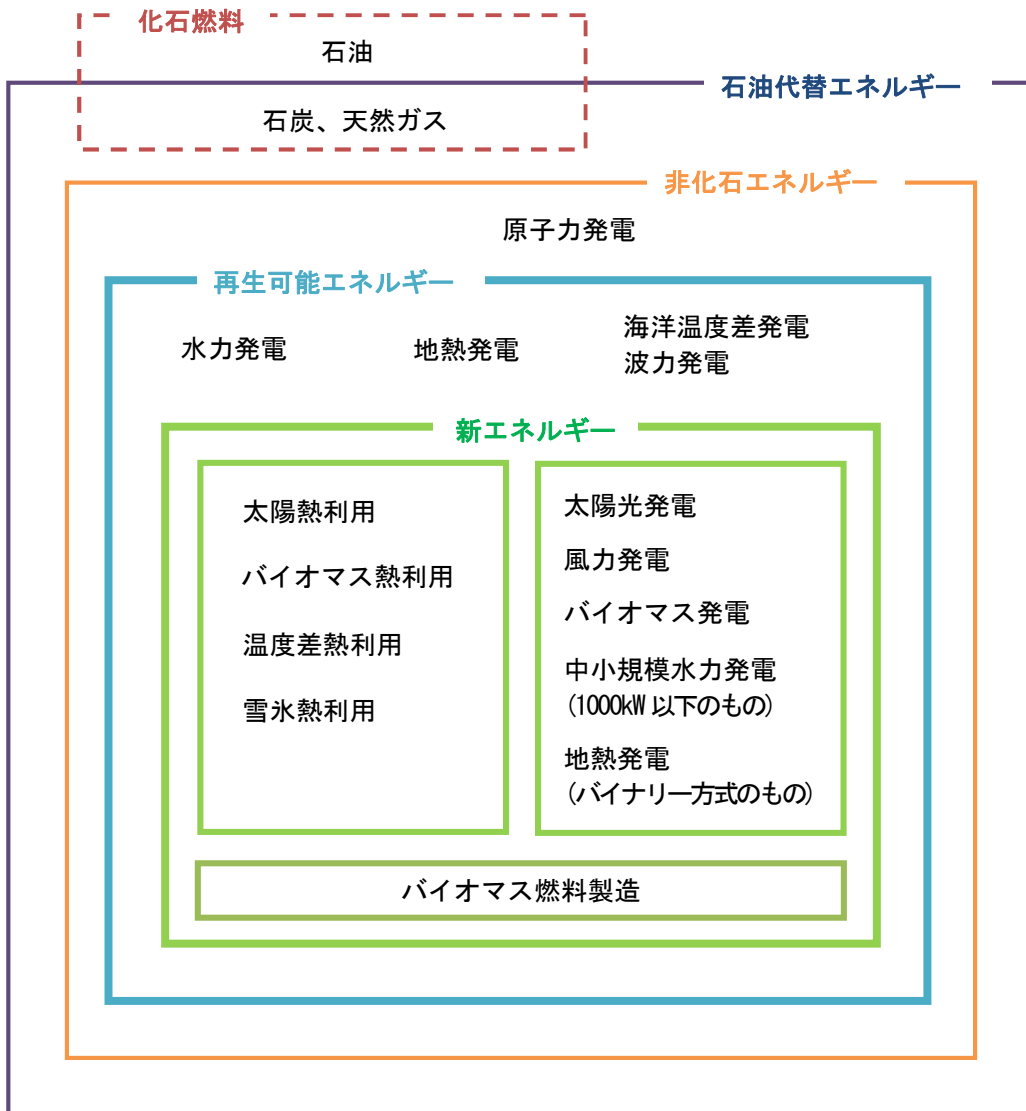 化石燃料
石油
石油代替エネルギー
石炭、天然ガス
非化石エネルギー
原子力発電
再生可能エネルギー
水力発電
地熱発電
海洋温度差発電
波力発電
新エネルギー
太陽熱利用
バイオマス熱利用
温度差熱利用
雪氷熱利用
太陽光発電
風力発電
バイオマス発電
中小規模水力発電
(1000kW 以下のもの)
地熱発電
(バイナリー方式のもの)
バイオマス燃料製造